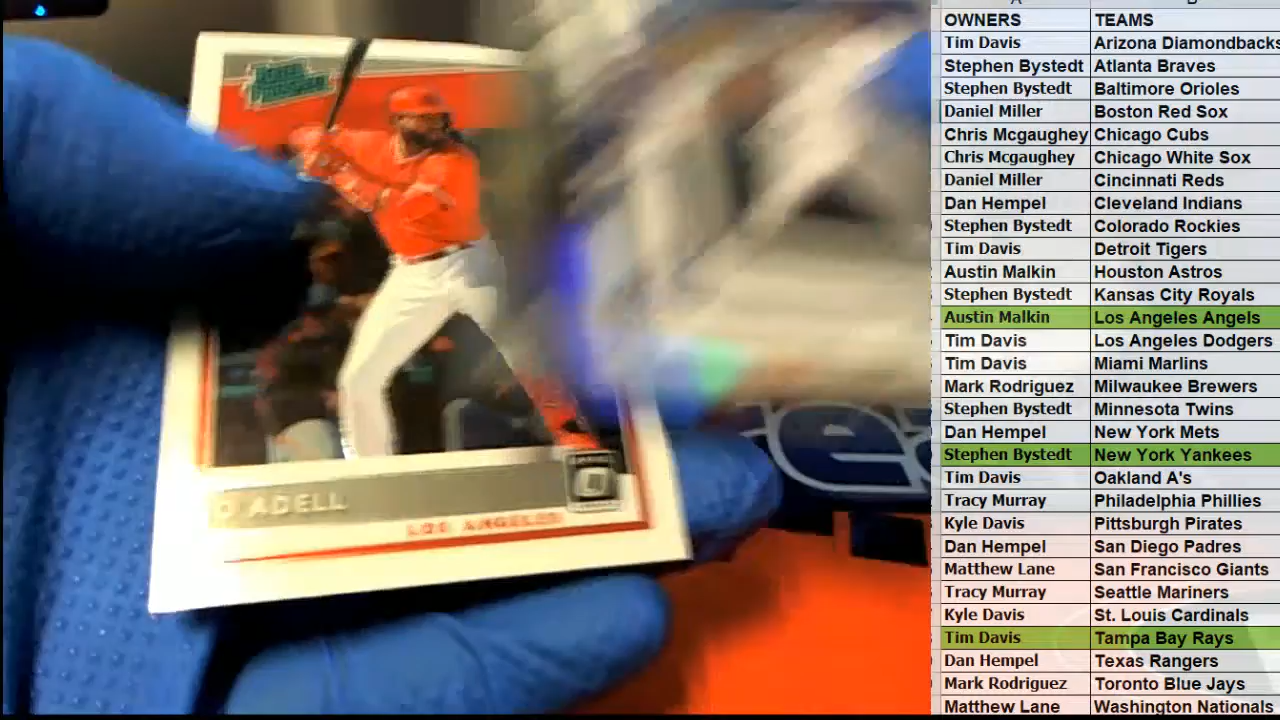 ADELL
LOS ANGELES
OWNERS TEAMS
Tim Davis Arizona Diamondbacks
Stephen Bystedt Atlanta Braves
Stephen Bystedt Baltimore Orioles
Daniel Miller Boston Red Sox
Chris Mcgaughey Chicago Cubs
Chris Mcgaughey Chicago White Sox
Daniel Miller Cincinnati Reds
Dan Hempel Cleveland Indians
Stephen Bystedt Colorado Rockies
Tim Davis Detroit Tigers
Austin Malkin Houston Astros
Stephen Bystedt Kansas City Royals
Austin Malkin Los Angeles Angels
Tim Davis Los Angeles Dodgers
Tim Davis Miami Marlins
Mark Rodriguez Milwaukee Brewers
Stephen Bystedt Minnesota Twins
Dan Hempel New York Mets
Stephen Bystedt New York Yankees
Tim Davis Oakland A's
Tracy Murray Philadelphia Phillies
Kyle Davis Pittsburgh Pirates
Dan Hempel San Diego Padres
Matthew Lane San Francisco Giants
Tracy Murray Seattle Mariners
Kyle Davis St. Louis Cardinals
Tim Davis Tampa Bay Rays
Dan Hempel Texas Rangers
Mark Rodriguez Toronto Blue Jays
Matthew Lane Washington Nationals